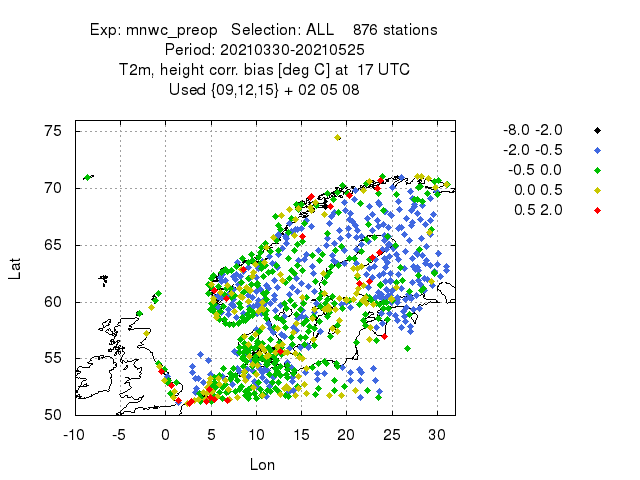 Exp: mnwc_preop Selection: ALL 876 stations
Period: 20210330-20210525
T2m, height corr. bias [deg C] at 17 UTC
Used {09,12,15} + 02 05 08
-8.0 -2.0
-2.0 -0.5
-0.5 0.0
0.0 0.5
0.5 2.0
75
70
65
60
55
50
Lat
-10 -5 0 5 10 15 20 25 30
Lon